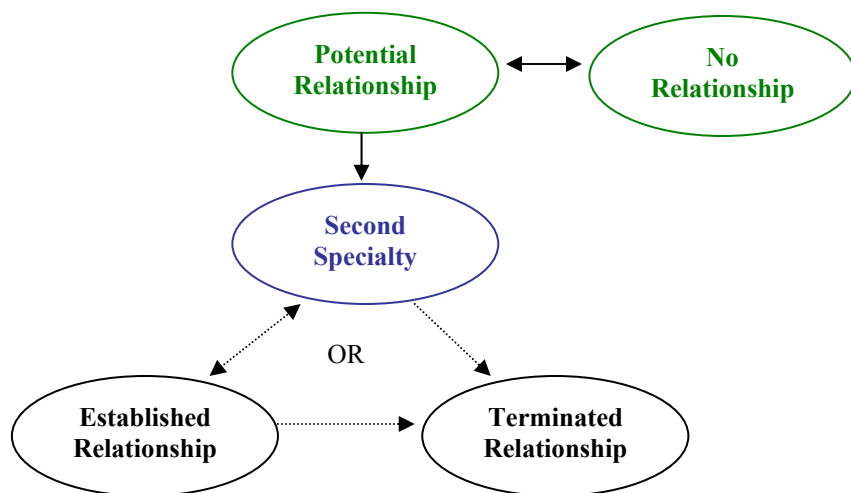 Potential
Relationship
No
Relationship
Second
Specialty
OR
Established
Relationship
Terminated
Relationship